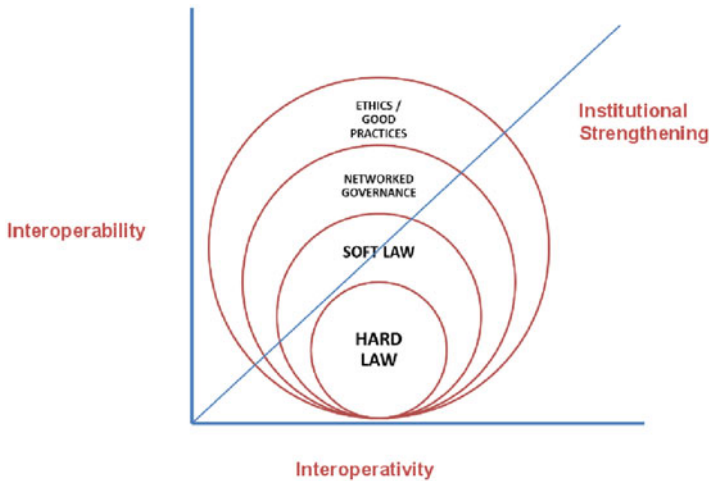 ETHICS /
GOOD
PRACTICES
Institutional
Strengthening
NETWORKED
GOVERNANCE
Interoperability
SOFT LAW
HARD
LAW
Interoperativity